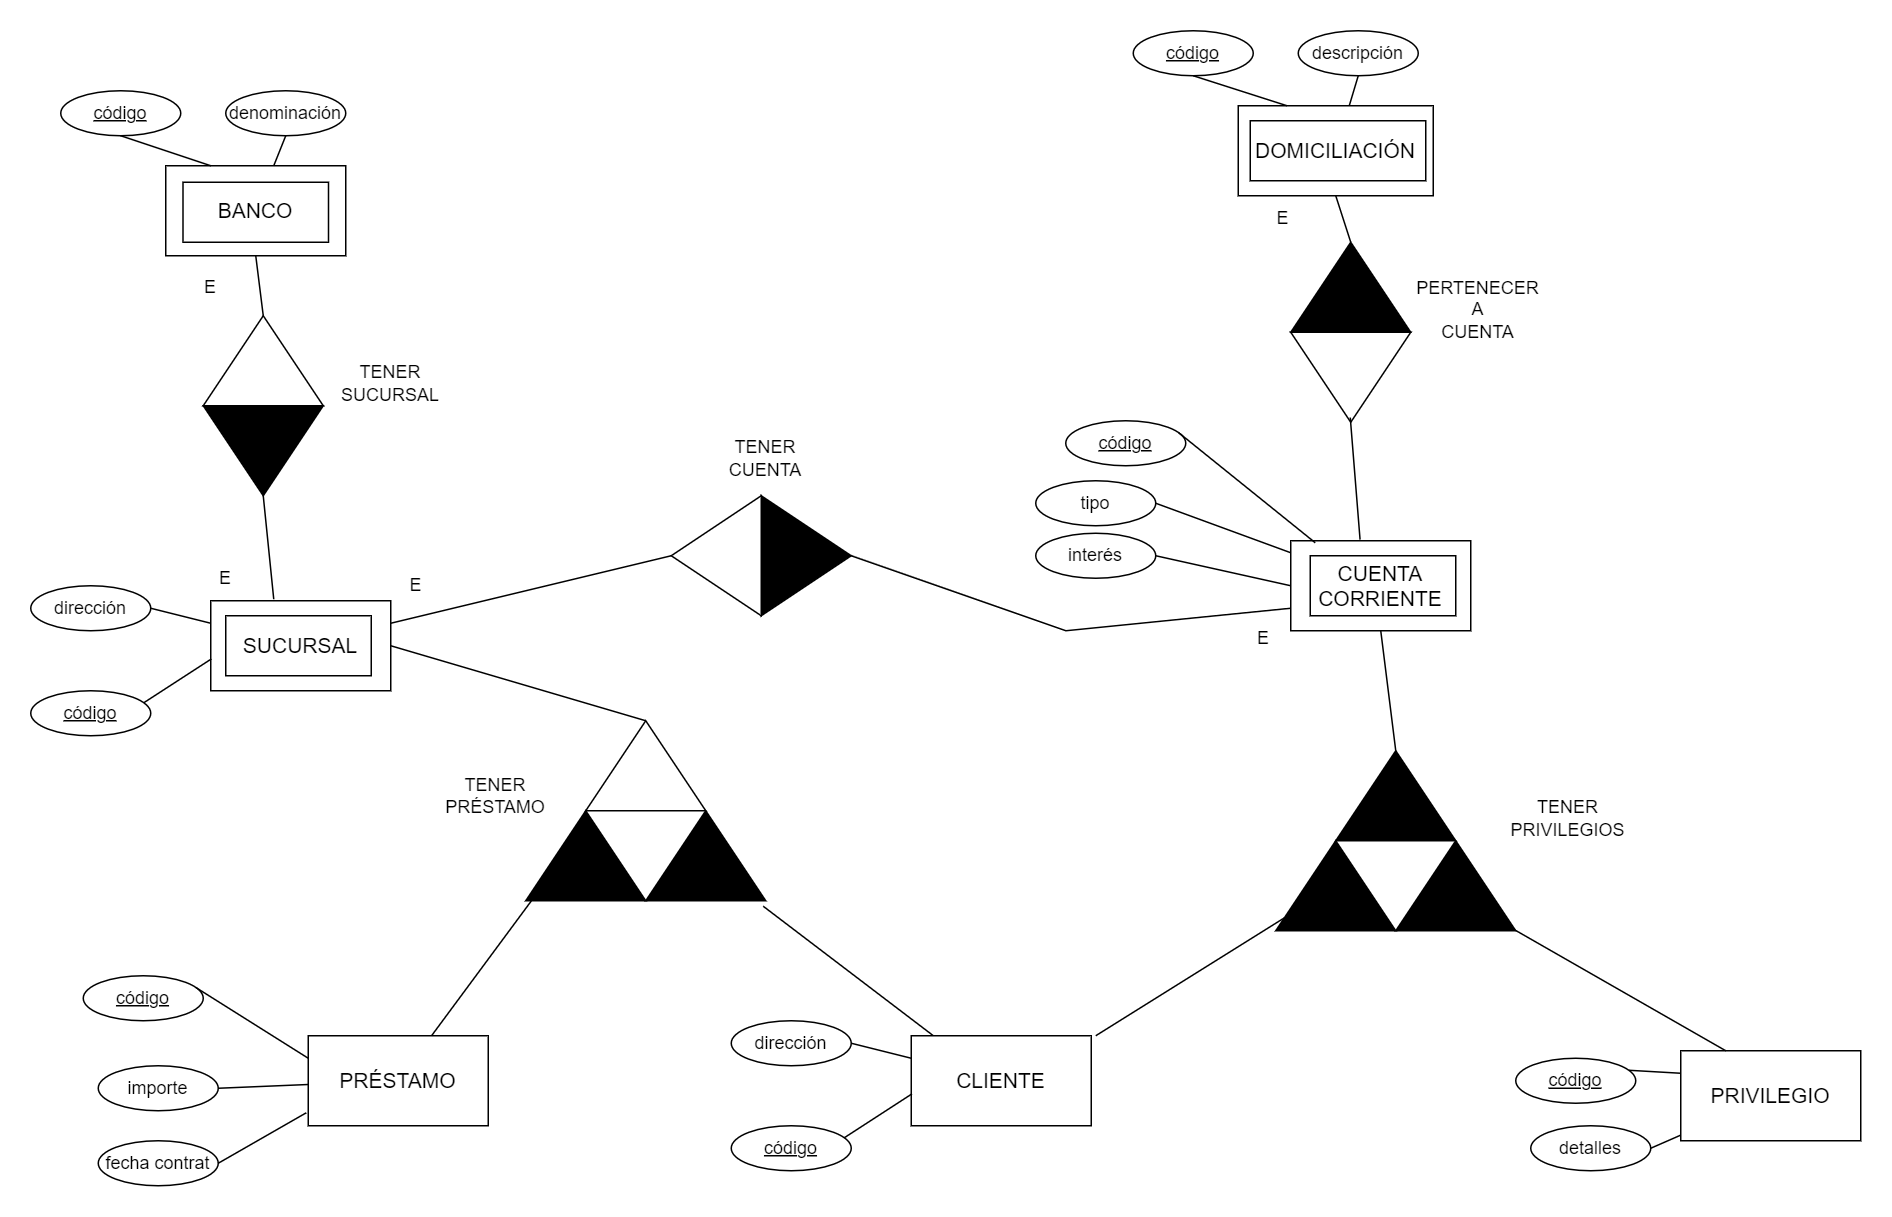 código
descripción
código
denominación
DOMICILIACIÓN
BANCO
E
E
PERTENECER
A
CUENTA
TENER
SUCURSAL
código
TENER
CUENTA
tipo
interés
CUENTA
CORRIENTE
E
E
dirección
E
SUCURSAL
código
TENER
PRÉSTAMO
TENER
PRIVILEGIOS
código
importe
fecha contrat
PRÉSTAMO
dirección
CLIENTE
código
código
PRIVILEGIO
detalles